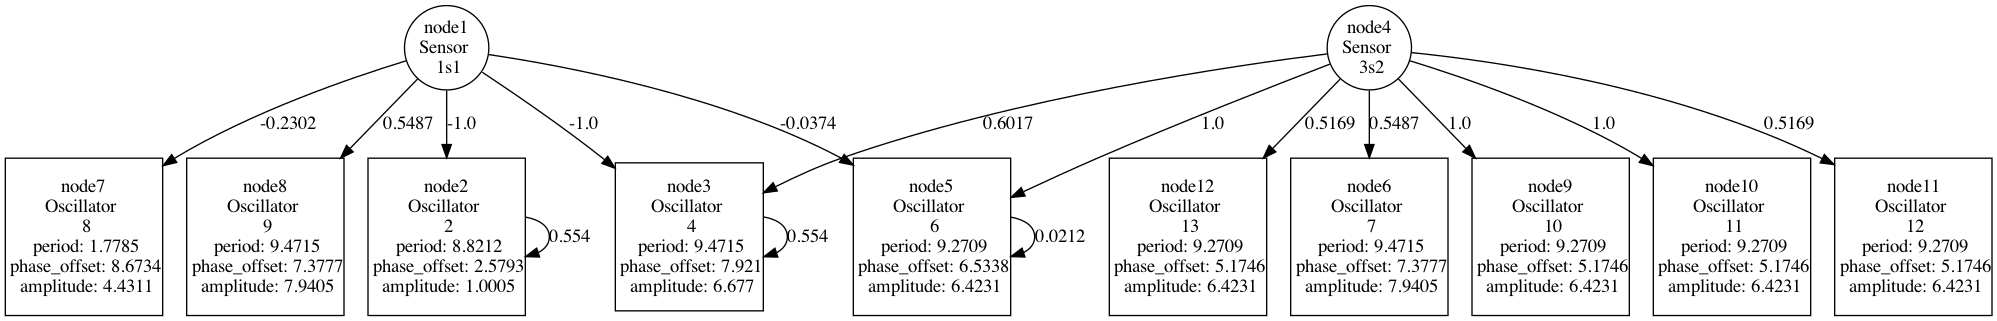 node1
Sensor
1s1
node4
Sensor
3s2
-0.2302
0.5487
-1.0
-1.0
-0.0374
0.6017
1.0
0.5169
0.5487
1.0
1.0
0.5169
node7
Oscillator
8
period: 1.7785
phase_offset: 8.6734
amplitude: 4.4311
node8
Oscillator
9
period: 9.4715
phase_offset: 7.3777
amplitude: 7.9405
node2
Oscillator
2
period: 8.8212
phase_offset: 2.5793
amplitude: 1.0005
0.554
node3
Oscillator
4
period: 9.4715
phase_offset: 7.921
amplitude: 6.677
0.554
node5
Oscillator
6
period: 9.2709
phase_offset: 6.5338
amplitude: 6.4231
0.0212
node12
Oscillator
13
period: 9.2709
phase_offset: 5.1746
amplitude: 6.4231
node6
Oscillator
7
period: 9.4715
phase_offset: 7.3777
amplitude: 7.9405
node9
Oscillator
10
period: 9.2709
phase_offset: 5.1746
amplitude: 6.4231
node10
Oscillator
11
period: 9.2709
phase_offset: 5.1746
amplitude: 6.4231
node11
Oscillator
12
period: 9.2709
phase_offset: 5.1746
amplitude: 6.4231